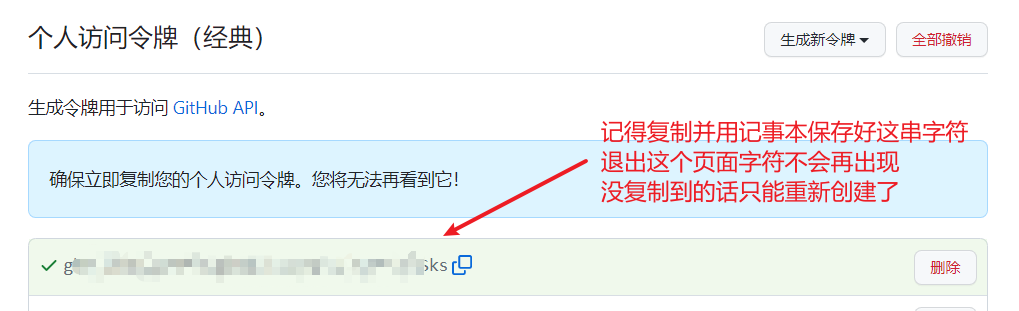 个人访问令牌（经典）
生成新令牌
全部撤销
生成令牌用于访问 GitHub API。
记得复制并用记事本保存好这串字符
退出这个页面字符不会再出现
没复制到的话只能重新创建了
确保立即复制您的个人访问令牌。您将无法再看到它！
删除